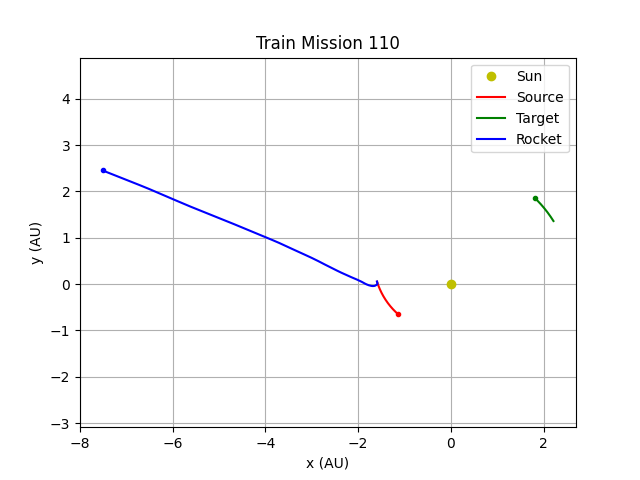 Train Mission 110
Sun
Source
Target
Rocket
4
3
2
1
0
−1
−2
−3
y (AU)
−8
−6
−4
−2
0
2
x (AU)